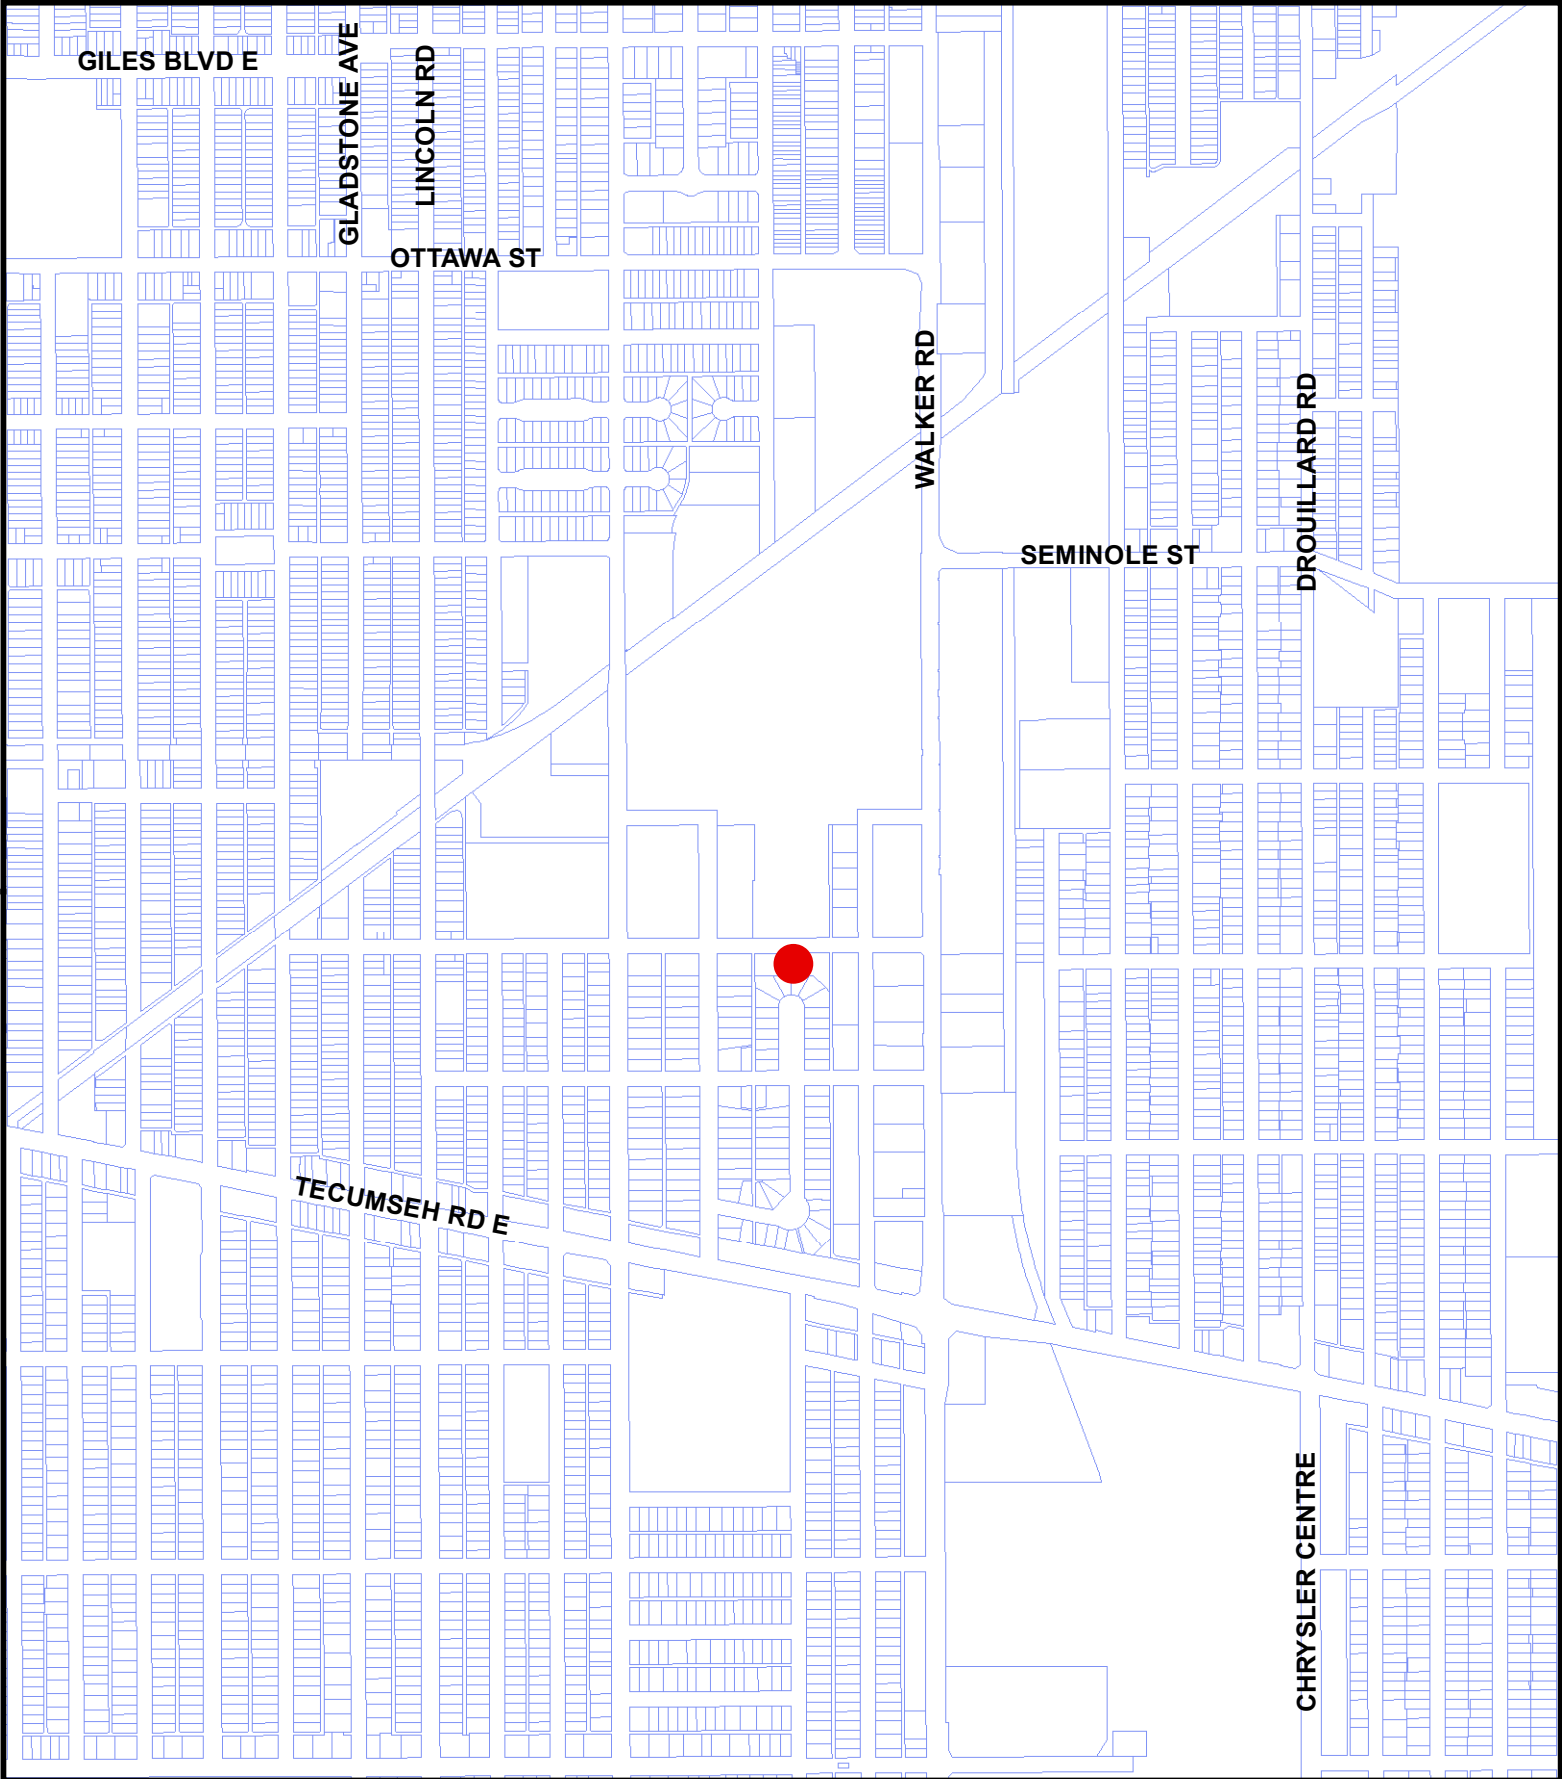 GILES BLVD E
GLADSTONE AVE
LINCOLN RD
OTTAWA ST
WALKER RD
DROUILLARD RD
SEMINOLE ST
TECUMSEH RD E
CHRYSLER CENTRE